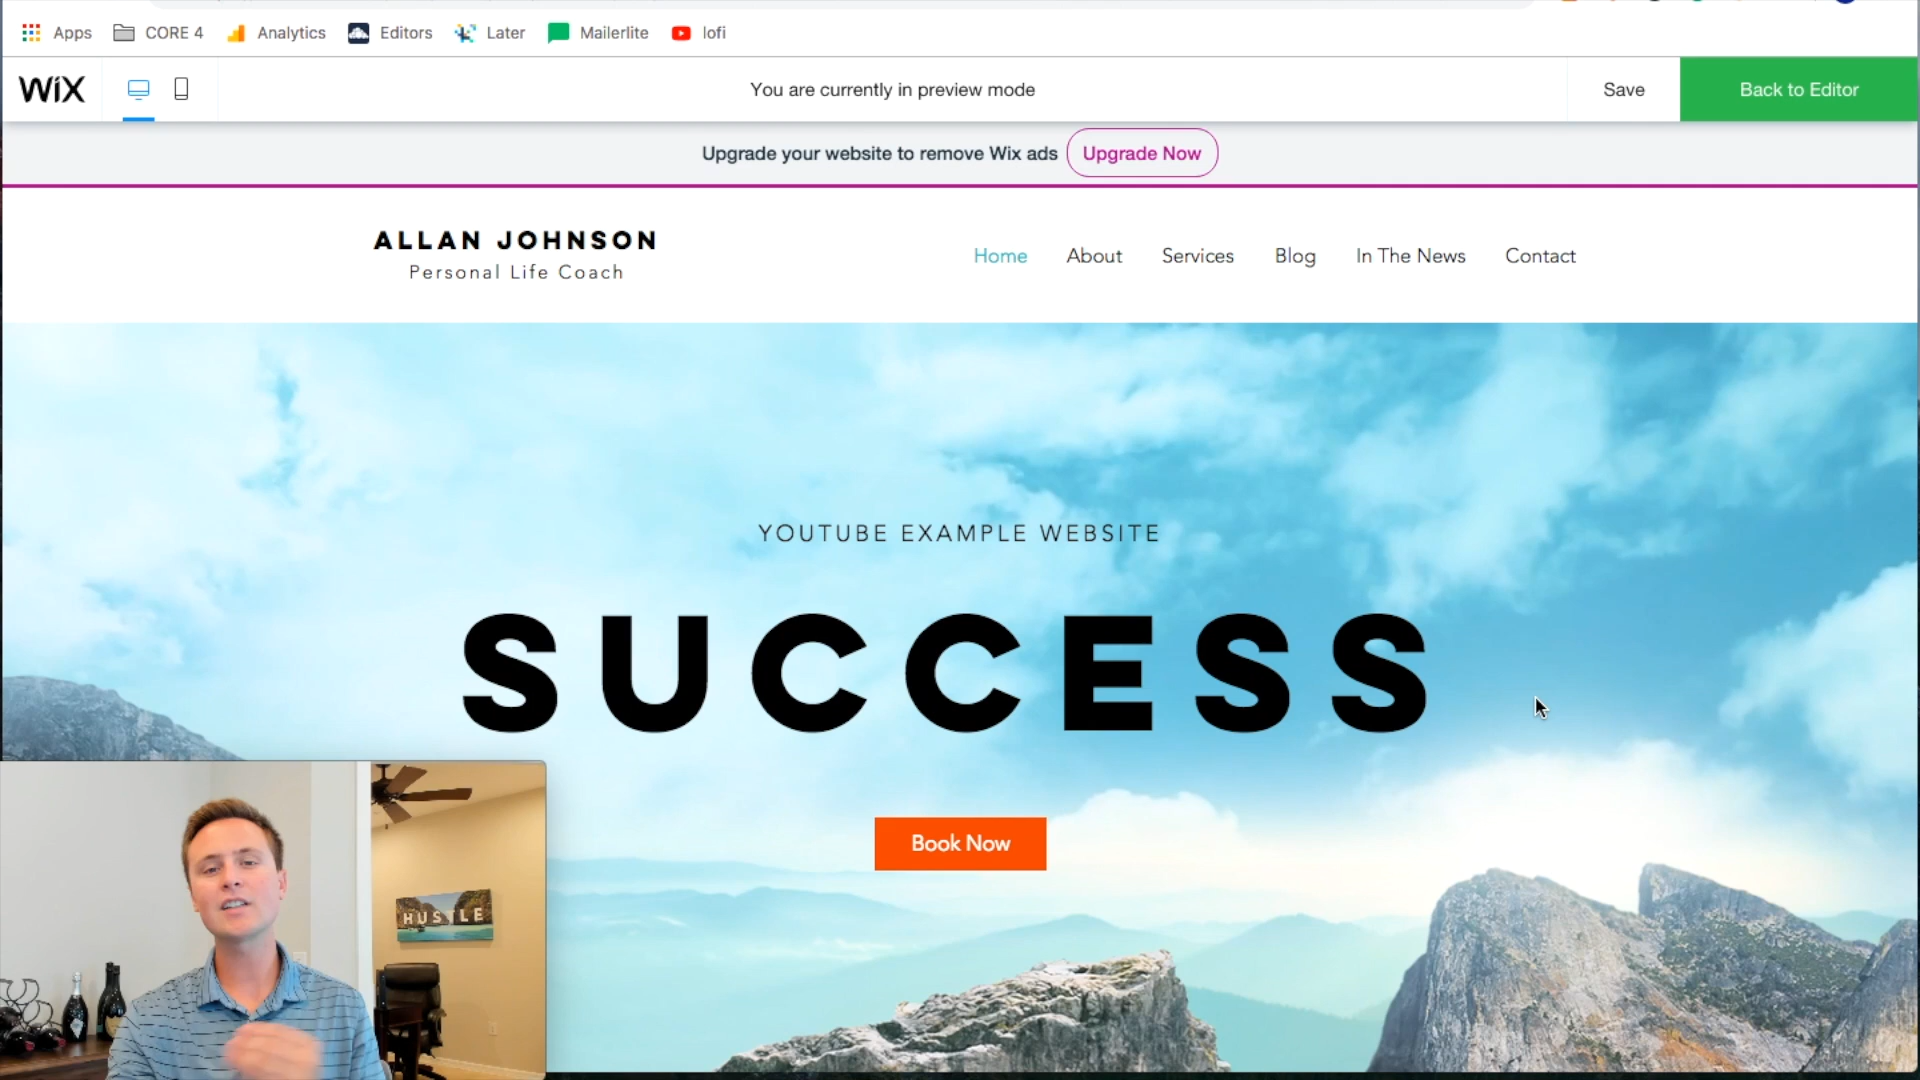 Apps CORE 4 Analytics Editors Later Mailerlite lofi
WiX You are currently in preview mode Save Back to Editor
Upgrade your website to remove Wix ads Upgrade Now
ALLAN JOHNSON
Personal Life Coach
Home About Services Blog In The News Contact
YOUTUBE EXAMPLE WEBSITE
SUCCESS
Book Now
HUSTLE